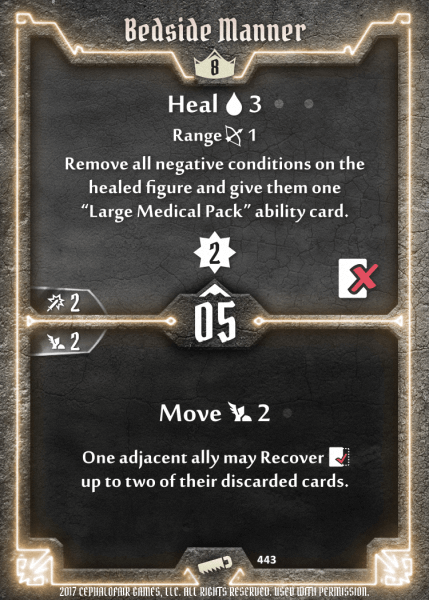 Bedside Manner
8
Heal 3
Range 1
Remove all negative conditions on the
healed figure and give them one
“Large Medical Pack” ability card.
2
2
05
2
Move 2
One adjacent ally may Recover
up to two of their discarded cards.
443
2017 CEPHALOFAIR GAMES, LLC. ALL RIGHTS RESERVED. USED WITH PERMISSION.